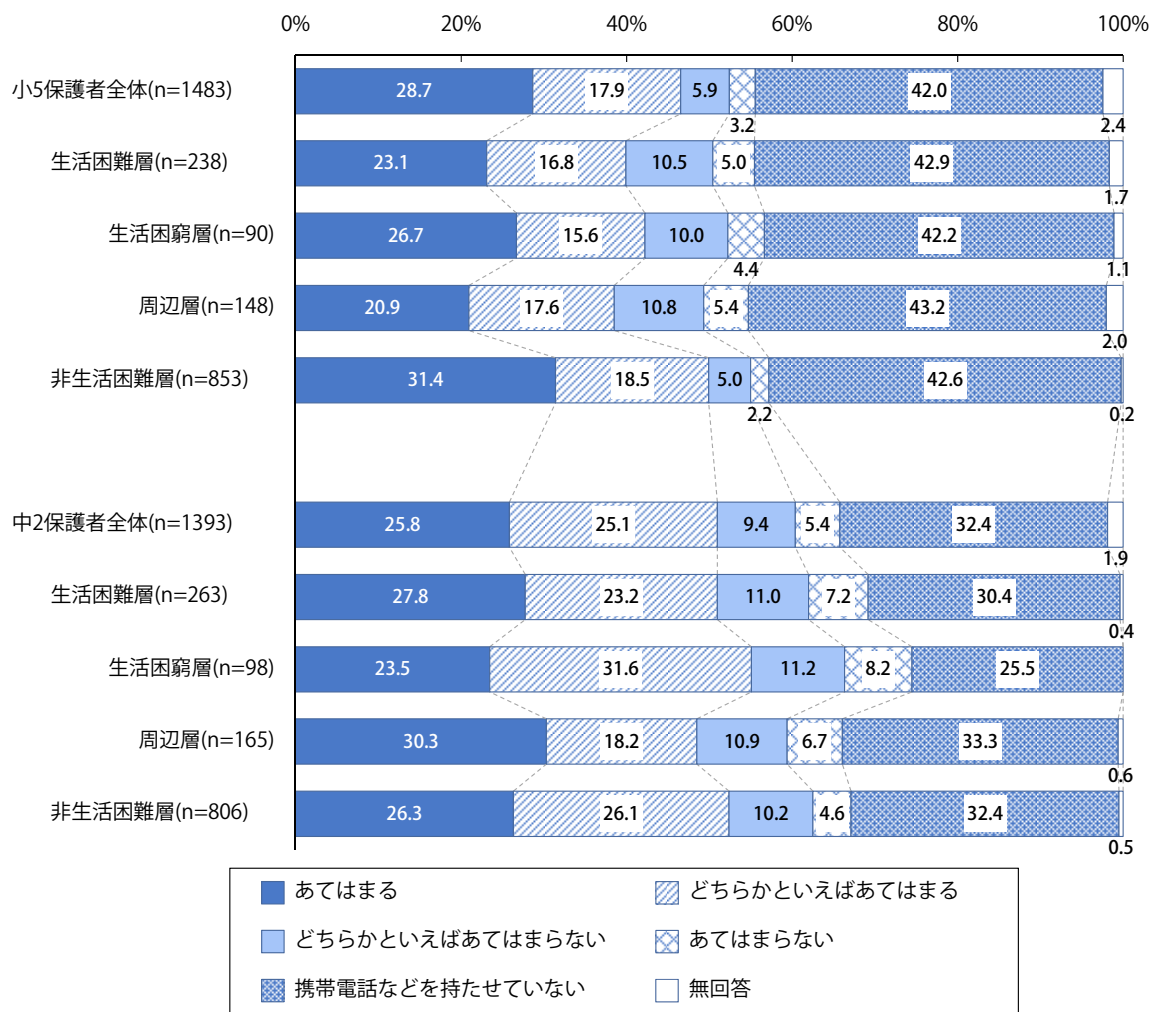 0% 20% 40% 60% 80% 100%
小5保護者全体(n=1483) 28.7 17.9 5.9 3.2 42.0 2.4
生活困難層(n=238) 23.1 16.8 10.5 5.0 42.9 1.7
生活困窮層(n=90) 26.7 15.6 10.0 4.4 42.2 1.1
周辺層(n=148) 20.9 17.6 10.8 5.4 43.2 2.0
非生活困難層(n=853) 31.4 18.5 5.0 2.2 42.6 0.2
中2保護者全体(n=1393) 25.8 25.1 9.4 5.4 32.4 1.9
生活困難層(n=263) 27.8 23.2 11.0 7.2 30.4 0.4
生活困窮層(n=98) 23.5 31.6 11.2 8.2 25.5
周辺層(n=165) 30.3 18.2 10.9 6.7 33.3 0.6
非生活困難層(n=806) 26.3 26.1 10.2 4.6 32.4 0.5
あてはまる どちらかといえばあてはまる
どちらかといえばあてはまらない あてはまらない
携帯電話などを持たせていない 無回答